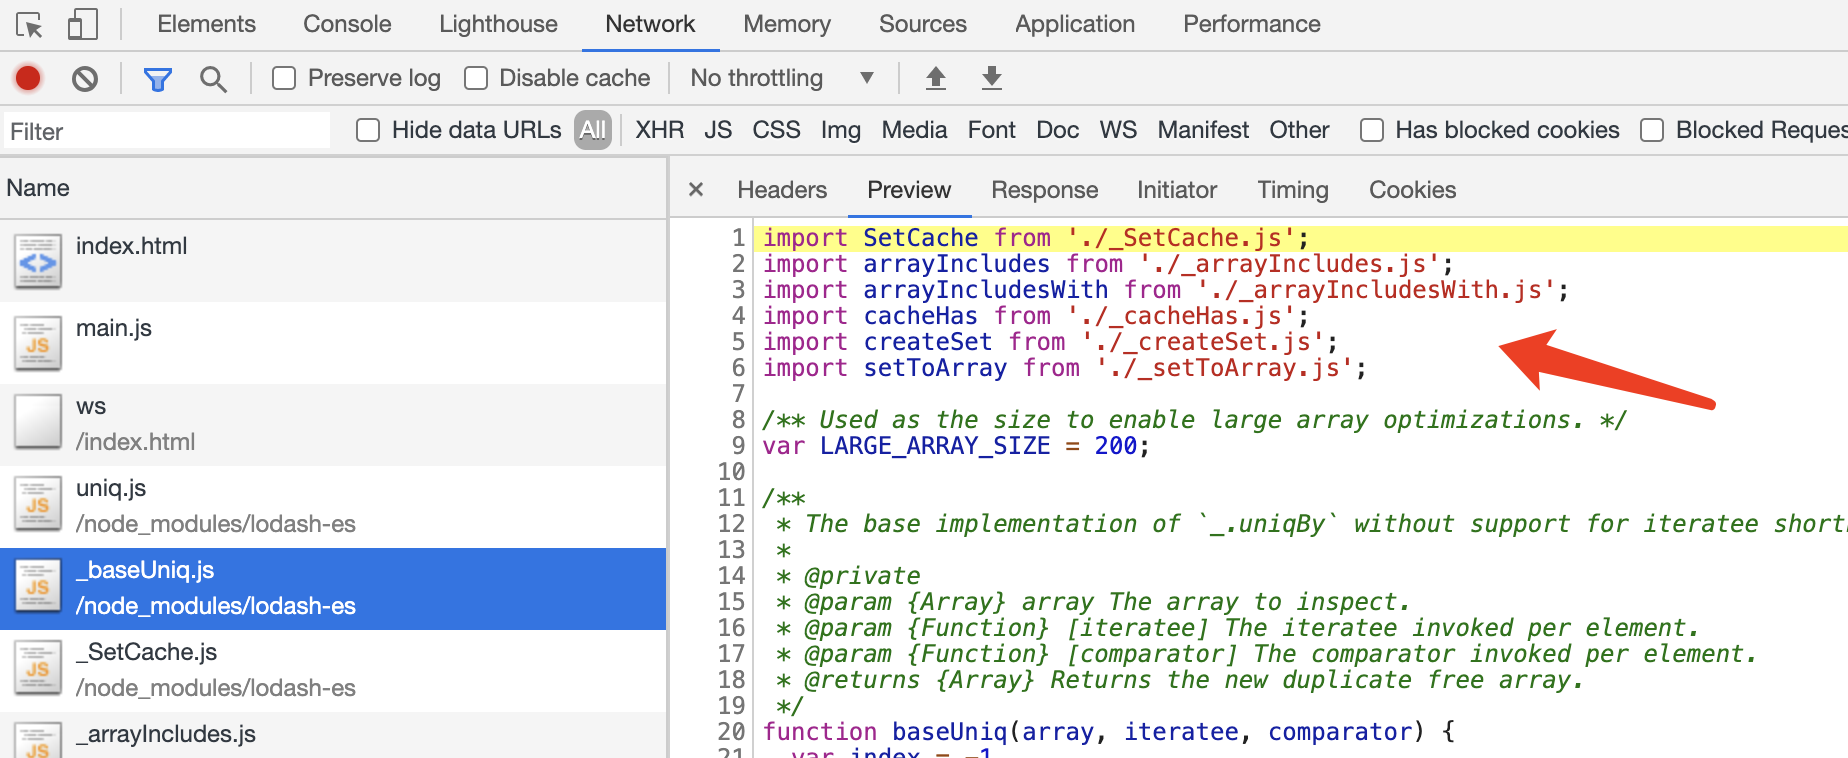 Elements Console Lighthouse Network Memory Sources Application Performance
Preserve log Disable cache No throttling
Filter Hide data URLs All XHR JS CSS Img Media Font Doc WS Manifest Other Has blocked cookies Blocked Reques
Name
index.html
main.js
JS
ws
/index.html
uniq.js
JS
/node_modules/lodash-es
_baseUniq.js
JS
/node_modules/lodash-es
_SetCache.js
JS
/node_modules/lodash-es
_arrayIncludes.js
JS
× Headers Preview Response Initiator Timing Cookies
1 import SetCache from './_SetCache.js';
2 import arrayIncludes from './_arrayIncludes.js';
3 import arrayIncludesWith from './_arrayIncludesWith.js';
4 import cacheHas from './_cacheHas.js';
5 import createSet from './_createSet.js';
6 import setToArray from './_setToArray.js';
7
8 /** Used as the size to enable large array optimizations. */
9 var LARGE_ARRAY_SIZE = 200;
10
11 /**
12 * The base implementation of `_.uniqBy` without support for iteratee short
13 *
14 * @private
15 * @param {Array} array The array to inspect.
16 * @param {Function} [iteratee] The iteratee invoked per element.
17 * @param {Function} [comparator] The comparator invoked per element.
18 * @returns {Array} Returns the new duplicate free array.
19 */
20 function baseUniq(array, iteratee, comparator) {
21 var index = -1